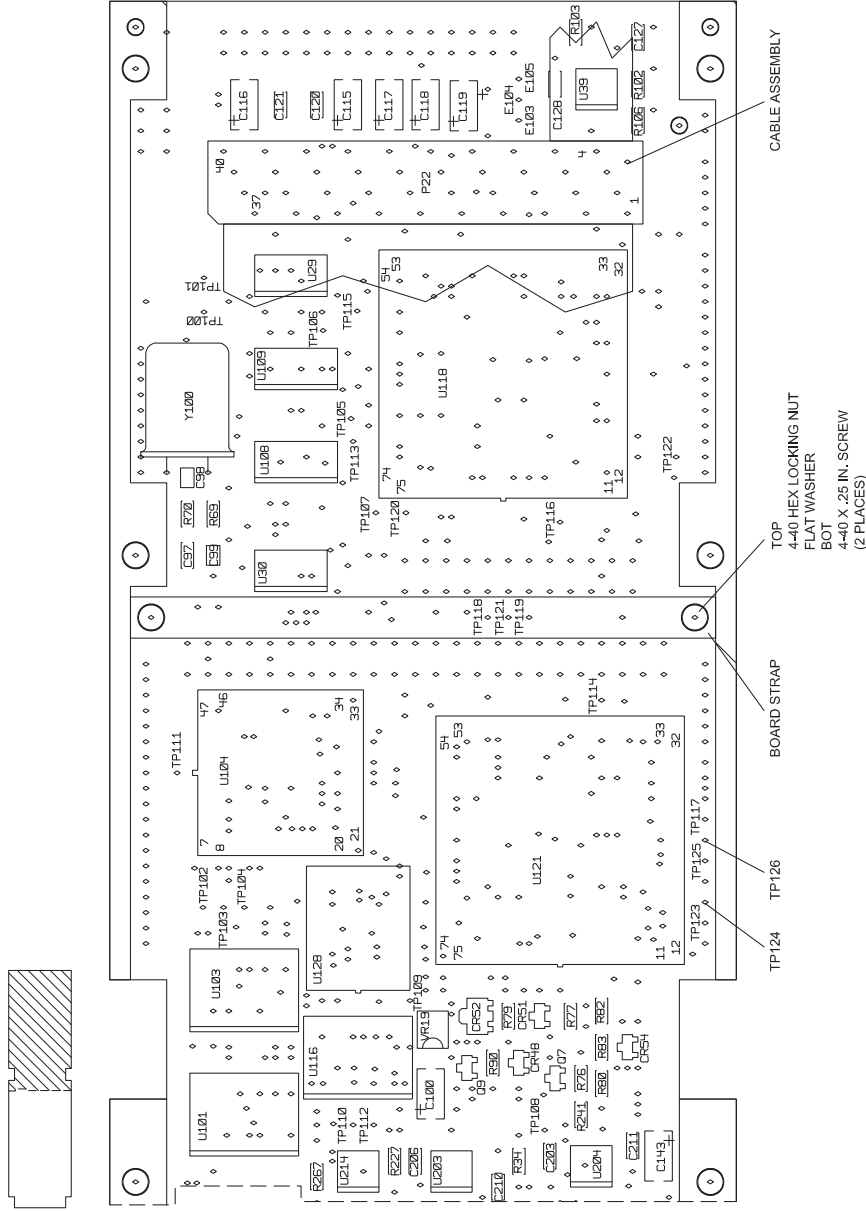 C116
C121
C120
C115
C117
C118
C119
E104
E105
E103
C128
R103
U39
C127
R102
R106
CABLE ASSEMBLY
40
37
P22
4
1
TP101
TP100
U29
TP115
TP106
54
53
33
32
U109
U118
Y100
TP105
U108
TP113
74
75
11
12
TP122
C98
R70
R69
TP107
TP120
TP116
C97
C99
U30
TOP
4-40 HEX LOCKING NUT
FLAT WASHER
BOT
4-40 X .25 IN. SCREW
(2 PLACES)
TP118
TP121
TP119
BOARD STRAP
47
46
34
33
TP114
TP111
U104
54
53
33
32
7
8
20
21
TP117
TP102
TP104
TP103
U121
TP125
TP126
TP123
TP124
74
75
11
12
U103
U128
TP109
VR19
CR52
R79
CR51
R77
R82
U116
R90
CR48
Q7
R83
CR54
U101
C100
Q9
R76
R80
TP110
TP112
TP108
R241
R267
U214
R227
C206
U203
C210
R34
C203
U204
C211
C143